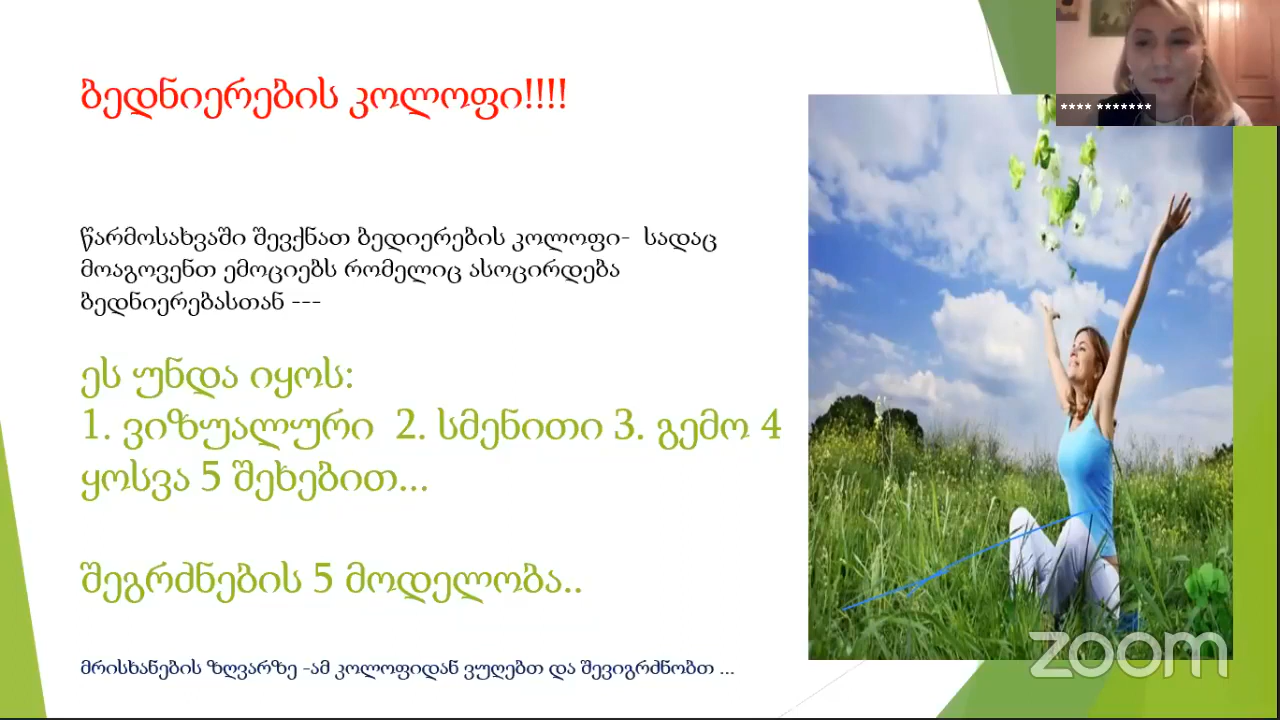 ბედნიერების კოლოფი!!!!
**** *******
წარმოსახვაში შევქნათ ბედიერების კოლოფი- სადაც
მოაგოვენთ ემოციებს რომელიც ასოცირდება
ბედნიერებასთან ---
ეს უნდა იყოს:
1. ვიზუალური 2. სმენითი 3. გემო 4
ყოსვა 5 შეხებით...
შეგრძნების 5 მოდელობა..
მრისხანების ზღვარზე -ამ კოლოფიდან ვუღებთ და შევიგრძნობთ ...
zoom